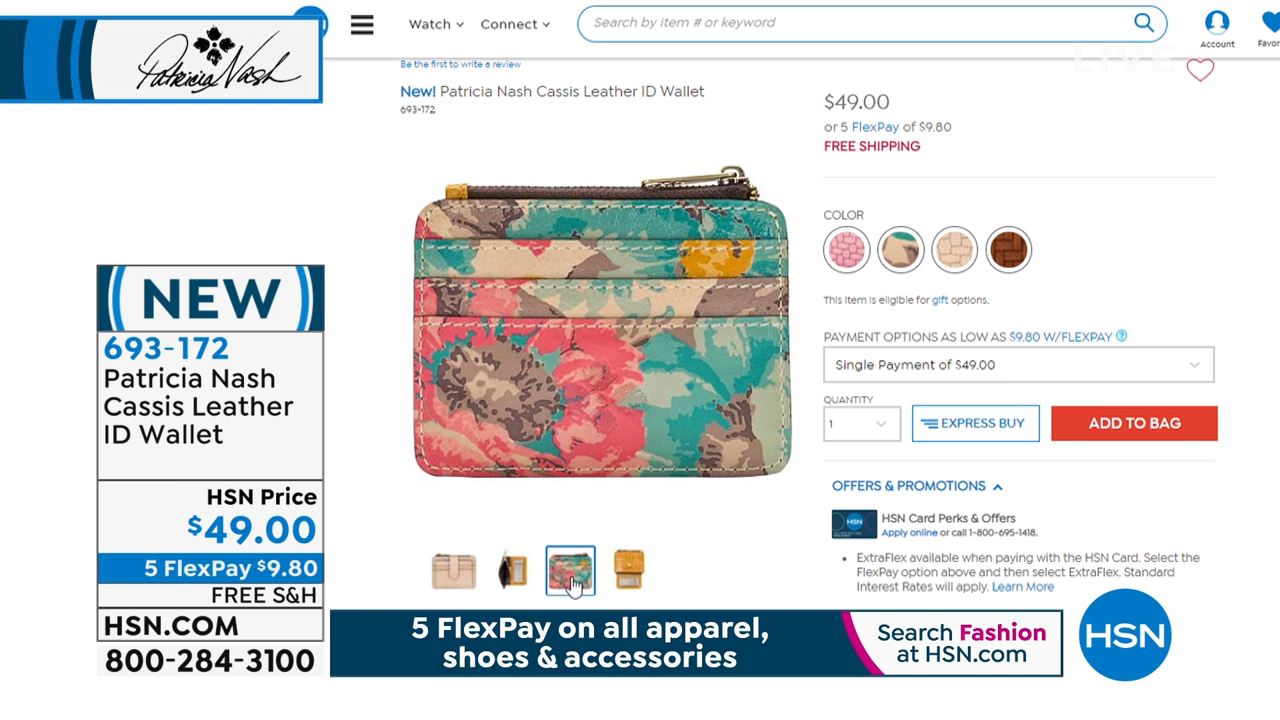 Patricia Nash
Watch
Connect
Search by item # or keyword
Account
Favor
LIVE
Be the first to write a review
New! Patricia Nash Cassis Leather ID Wallet
693-172
$49.00
or 5 FlexPay of $9.80
FREE SHIPPING
COLOR
This item is eligible for gift options.
PAYMENT OPTIONS AS LOW AS $9.80 W/FLEXPAY ?
Single Payment of $49.00
QUANTITY
1
EXPRESS BUY
ADD TO BAG
OFFERS & PROMOTIONS
HSN
HSN Card Perks & Offers
Apply online or call 1-800-695-1418.
• ExtraFlex available when paying with the HSN Card. Select the
FlexPay option above and then select ExtraFlex. Standard
Interest Rates will apply. Learn More
NEW
693-172
Patricia Nash
Cassis Leather
ID Wallet
HSN Price
$49.00
5 FlexPay $9.80
FREE S&H
HSN.COM
800-284-3100
5 FlexPay on all apparel,
shoes & accessories
Search Fashion
at HSN.com
HSN